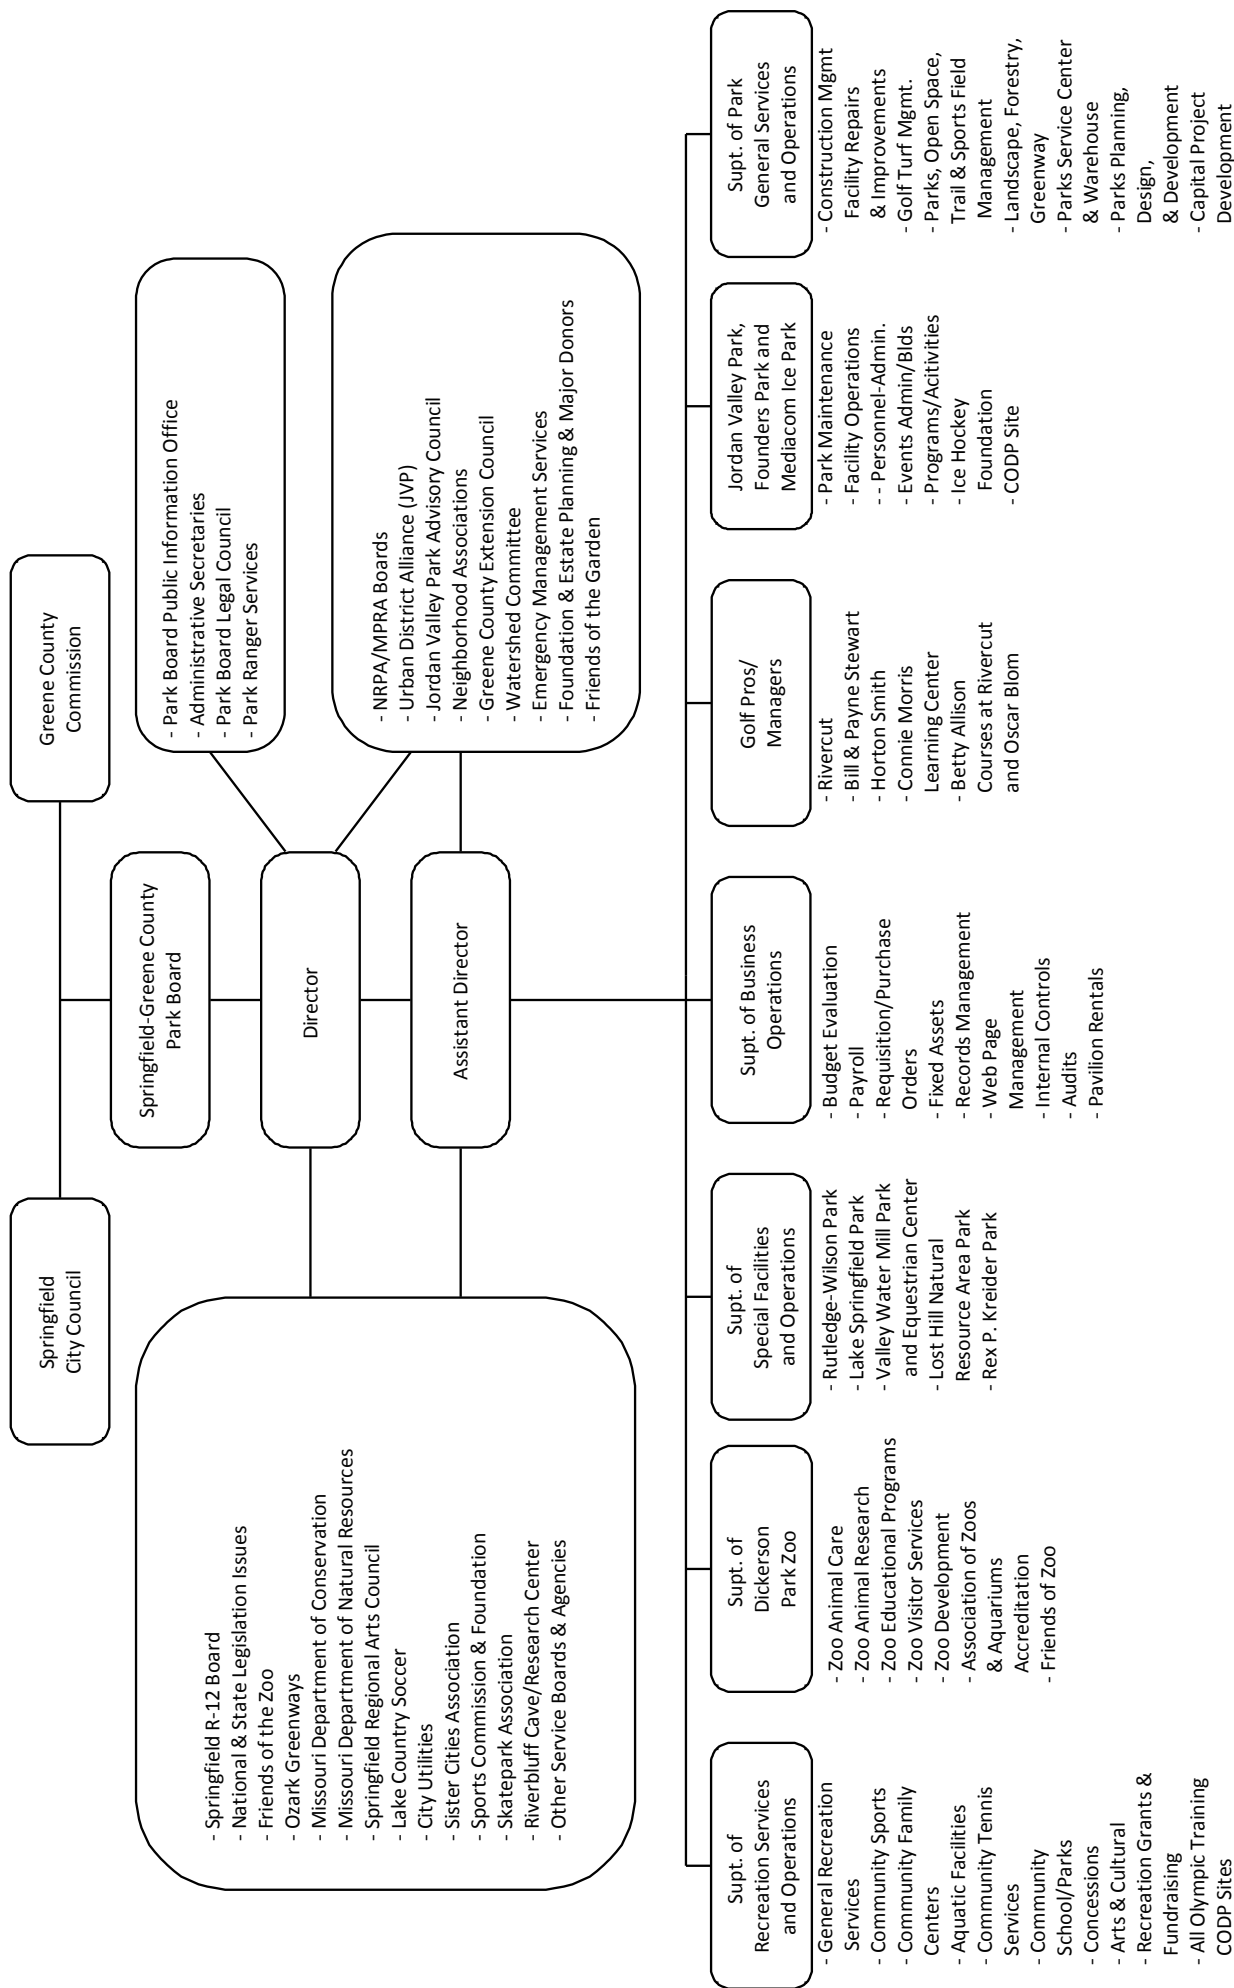 Springfield
City Council
Greene County
Commission
Springfield-Greene County
Park Board
Director
Assistant Director
- Springfield R-12 Board
- National & State Legislation Issues
- Friends of the Zoo
- Ozark Greenways
- Missouri Department of Conservation
- Missouri Department of Natural Resources
- Springfield Regional Arts Council
- Lake Country Soccer
- City Utilities
- Sister Cities Association
- Sports Commission & Foundation
- Skatepark Association
- Riverbluff Cave/Research Center
- Other Service Boards & Agencies
- Park Board Public Information Office
- Administrative Secretaries
- Park Board Legal Council
- Park Ranger Services
- NRPA/MPRA Boards
- Urban District Alliance (JVP)
- Jordan Valley Park Advisory Council
- Neighborhood Associations
- Greene County Extension Council
- Watershed Committee
- Emergency Management Services
- Foundation & Estate Planning & Major Donors
- Friends of the Garden
Supt. of
Recreation Services
and Operations
- General Recreation
Services
- Community Sports
- Community Family
Centers
- Aquatic Facilities
- Community Tennis
Services
- Community
School/Parks
- Concessions
- Arts & Cultural
- Recreation Grants &
Fundraising
- All Olympic Training
CODP Sites
Supt. of
Dickerson
Park Zoo
- Zoo Animal Care
- Zoo Animal Research
- Zoo Educational Programs
- Zoo Visitor Services
- Zoo Development
- Association of Zoos
& Aquariums
Accreditation
- Friends of Zoo
Supt. of
Special Facilities
and Operations
- Rutledge-Wilson Park
- Lake Springfield Park
- Valley Water Mill Park
and Equestrian Center
- Lost Hill Natural
Resource Area Park
- Rex P. Kreider Park
Supt. of Business
Operations
- Budget Evaluation
- Payroll
- Requisition/Purchase
Orders
- Fixed Assets
- Records Management
- Web Page
Management
- Internal Controls
- Audits
- Pavilion Rentals
Golf Pros/
Managers
- Rivercut
- Bill & Payne Stewart
- Horton Smith
- Connie Morris
Learning Center
- Betty Allison
Courses at Rivercut
and Oscar Blom
Jordan Valley Park,
Founders Park and
Mediacom Ice Park
- Park Maintenance
- Facility Operations
- - Personnel-Admin.
- Events Admin/Blds
- Programs/Acitivities
- Ice Hockey
Foundation
- CODP Site
Supt. of Park
General Services
and Operations
- Construction Mgmt
Facility Repairs
& Improvements
- Golf Turf Mgmt.
- Parks, Open Space,
Trail & Sports Field
Management
- Landscape, Forestry,
Greenway
- Parks Service Center
& Warehouse
- Parks Planning,
Design,
& Development
- Capital Project
Development